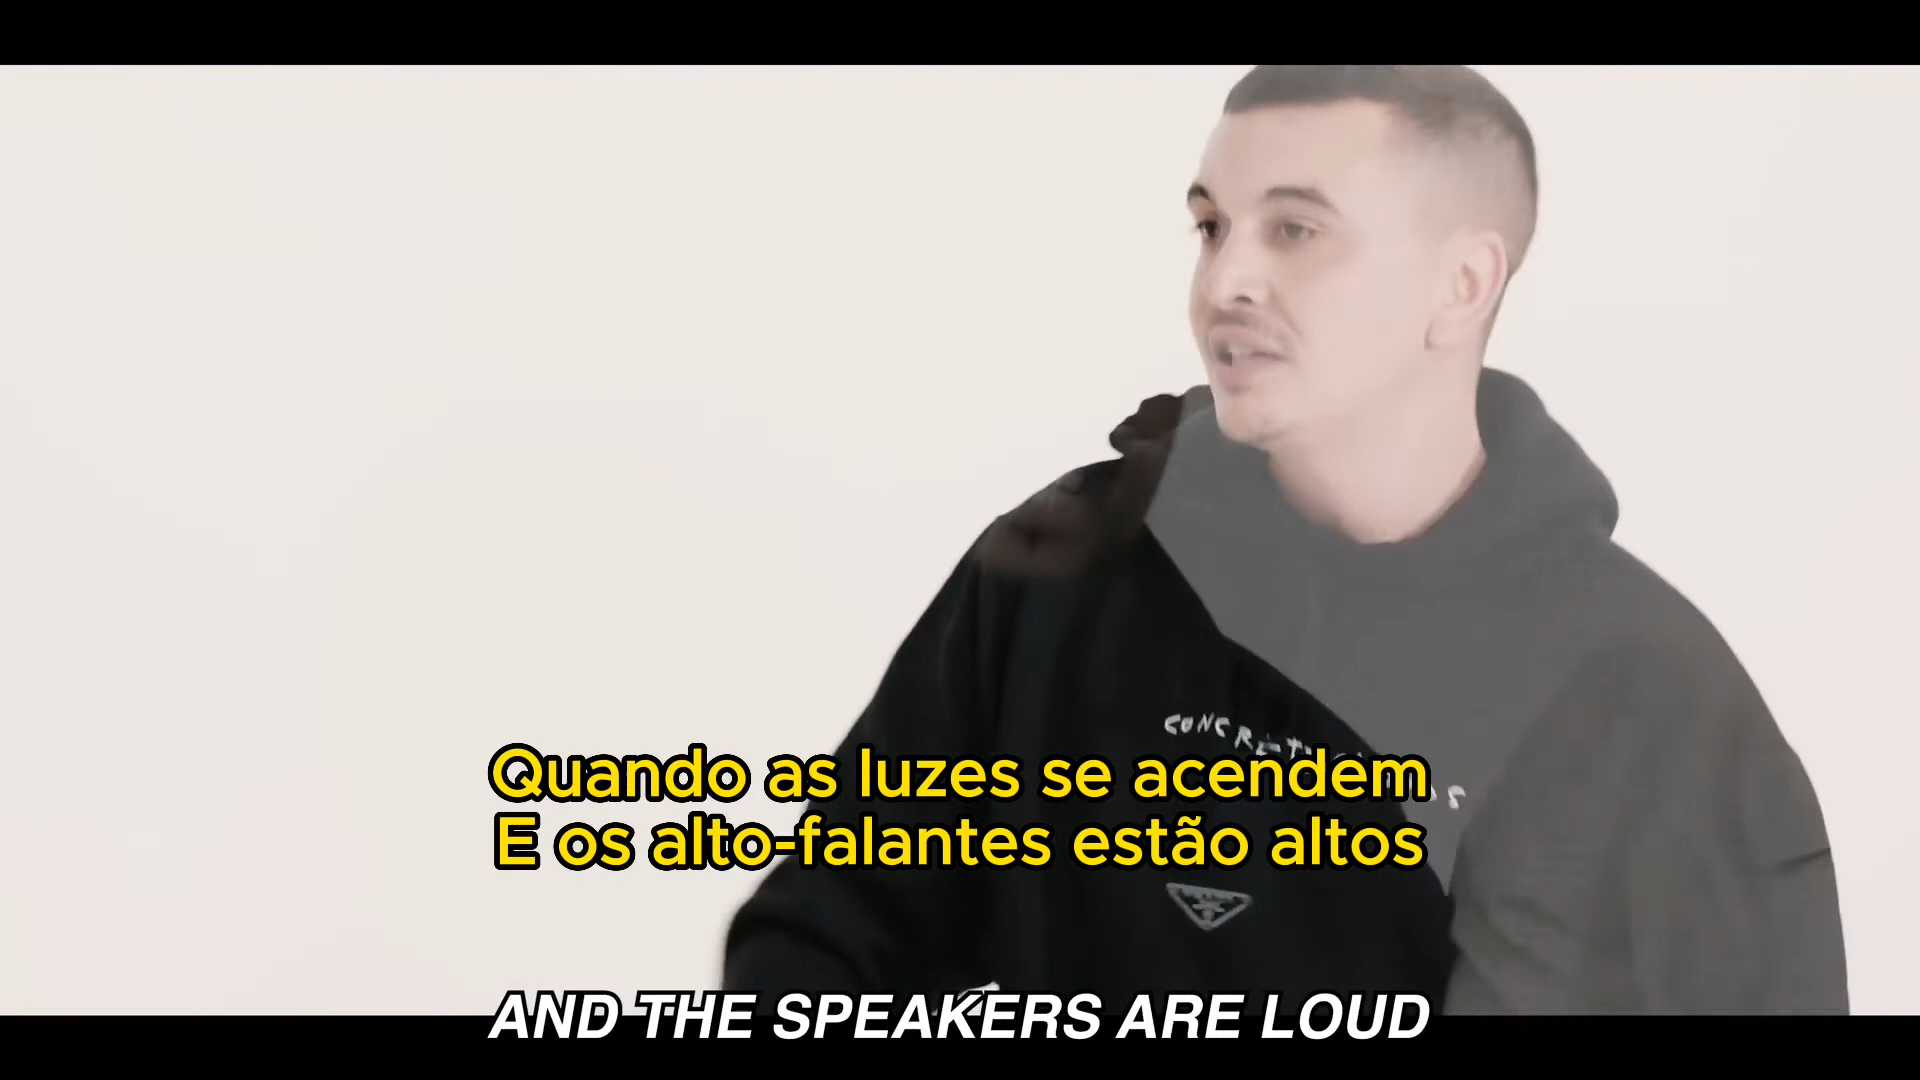 Quando as luzes se acendem
E os alto-falantes estão altos
AND THE SPEAKERS ARE LOUD